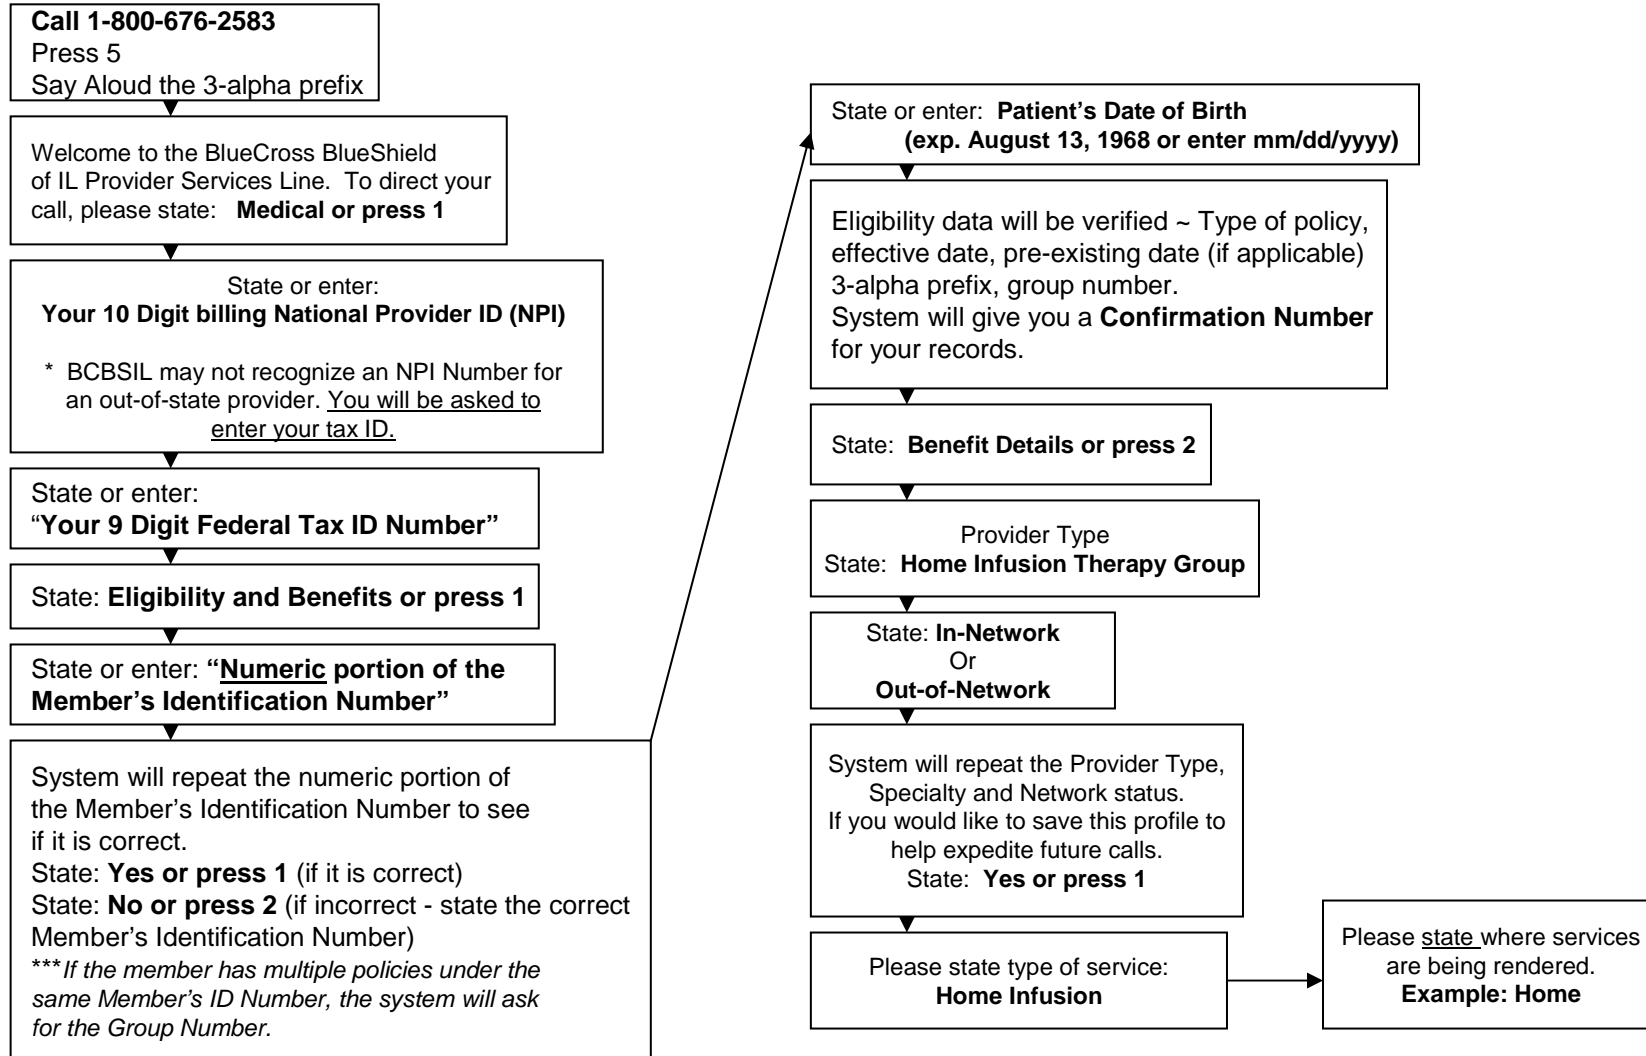 Call 1-800-676-2583
Press 5
Say Aloud the 3-alpha prefix
Welcome to the BlueCross BlueShield
of IL Provider Services Line. To direct your
call, please state: Medical or press 1
State or enter:
Your 10 Digit billing National Provider ID (NPI)
* BCBSIL may not recognize an NPI Number for
an out-of-state provider. You will be asked to
enter your tax ID.
State or enter:
“Your 9 Digit Federal Tax ID Number”
State: Eligibility and Benefits or press 1
State or enter: “Numeric portion of the
Member’s Identification Number”
System will repeat the numeric portion of
the Member’s Identification Number to see
if it is correct.
State: Yes or press 1 (if it is correct)
State: No or press 2 (if incorrect - state the correct
Member’s Identification Number)
***If the member has multiple policies under the
same Member’s ID Number, the system will ask
for the Group Number.
State or enter: Patient’s Date of Birth
(exp. August 13, 1968 or enter mm/dd/yyyy)
Eligibility data will be verified ~ Type of policy,
effective date, pre-existing date (if applicable)
3-alpha prefix, group number.
System will give you a Confirmation Number
for your records.
State: Benefit Details or press 2
Provider Type
State: Home Infusion Therapy Group
State: In-Network
Or
Out-of-Network
System will repeat the Provider Type,
Specialty and Network status.
If you would like to save this profile to
help expedite future calls.
State: Yes or press 1
Please state type of service:
Home Infusion
Please state where services
are being rendered.
Example: Home